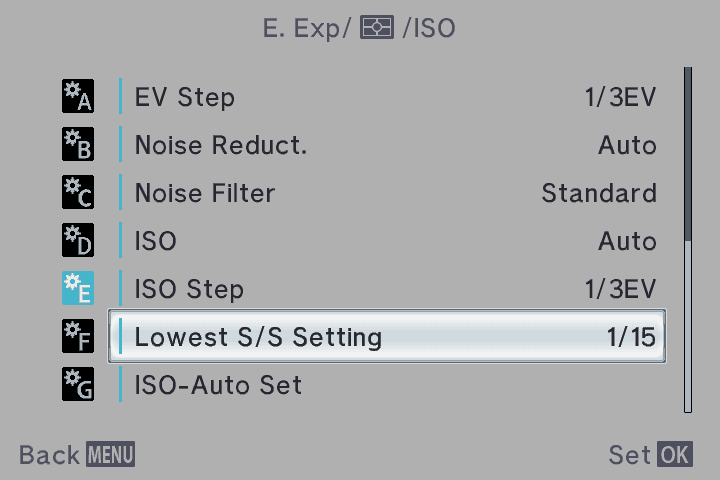 E. Exp/ /ISO
A EV Step 1/3EV
B Noise Reduct. Auto
C Noise Filter Standard
D ISO Auto
E ISO Step 1/3EV
F Lowest S/S Setting 1/15
G ISO-Auto Set
Back MENU Set OK